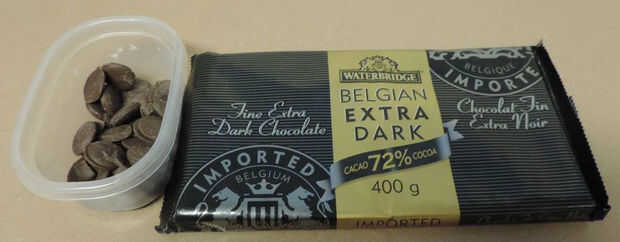 WATERBRIDGE
BELGIAN
EXTRA
DARK
CACAO 72% COCOA
400 g
IMPORTED
Fine Extra
Dark Chocolate
IMPORTED
BELGIUM
BELGIQUE
IMPORTÉ
Chocolat Fin
Extra Noir